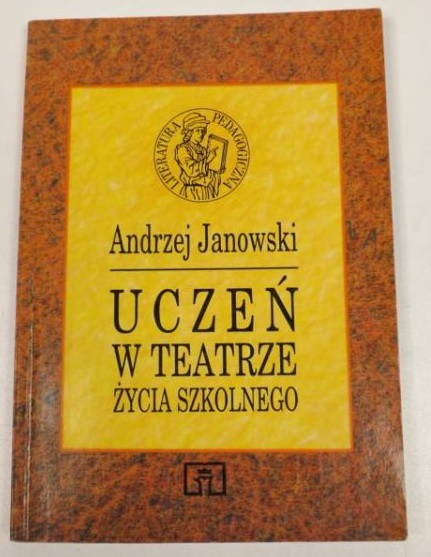 LITERATURA PEDAGOGICZNA
Andrzej Janowski
UCZEŃ
W TEATRZE
ŻYCIA SZKOLNEGO